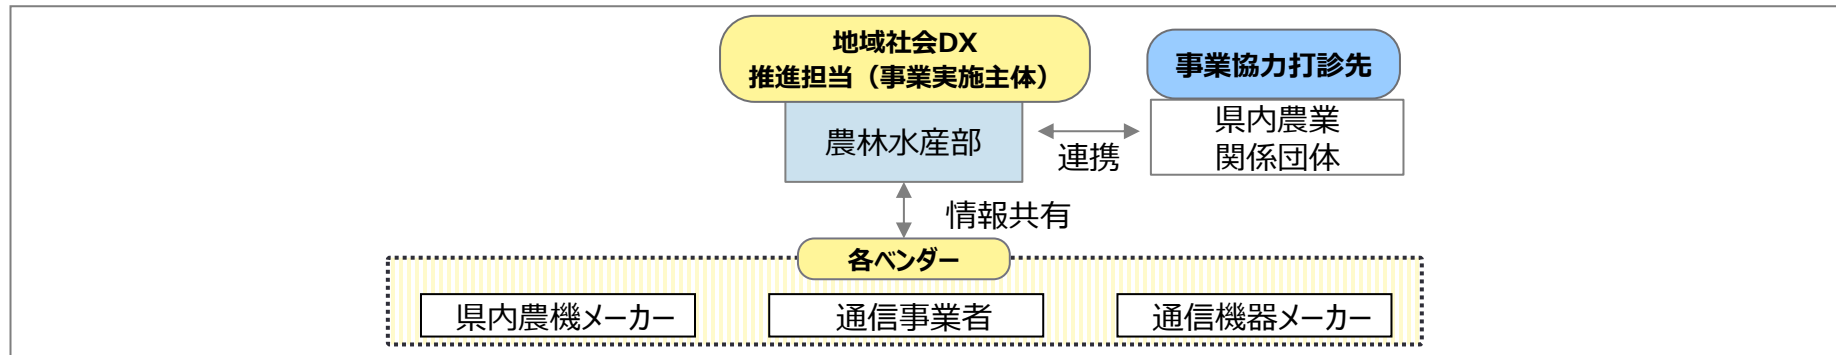 地域社会DX
推進担当（事業実施主体）
事業協力打診先
農林水産部
連携
県内農業
関係団体
情報共有
各ベンダー
県内農機メーカー
通信事業者
通信機器メーカー